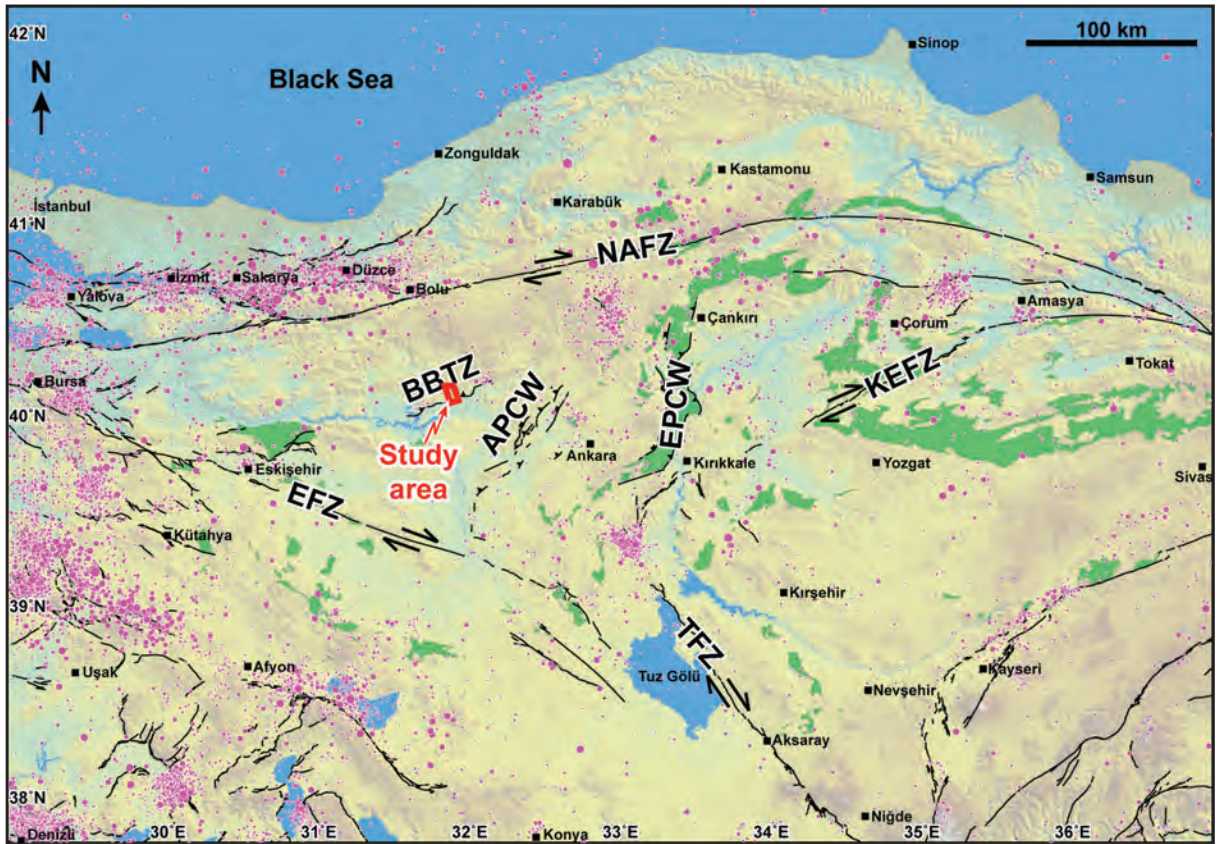 42°N
100 km
Sinop
N
Black Sea
Zonguldak
Kastamonu
Samsun
Karabük
İstanbul
41°N
NAFZ
Düzce
İzmit
Sakarya
Bolu
Yalova
Amasya
Çankırı
Çorum
Tokat
BBTZ
KEFZ
Bursa
EPCW
APCW
40°N
Study
area
Ankara
Kırıkkale
Yozgat
Sivas
Eskişehir
EFZ
Kütahya
39°N
Kırşehir
TFZ
Uşak
Afyon
Tuz Gölü
Kayseri
Nevşehir
Aksaray
38°N
Niğde
Denizli
30°E
31°E
32°E
Konya
33°E
34°E
35°E
36°E